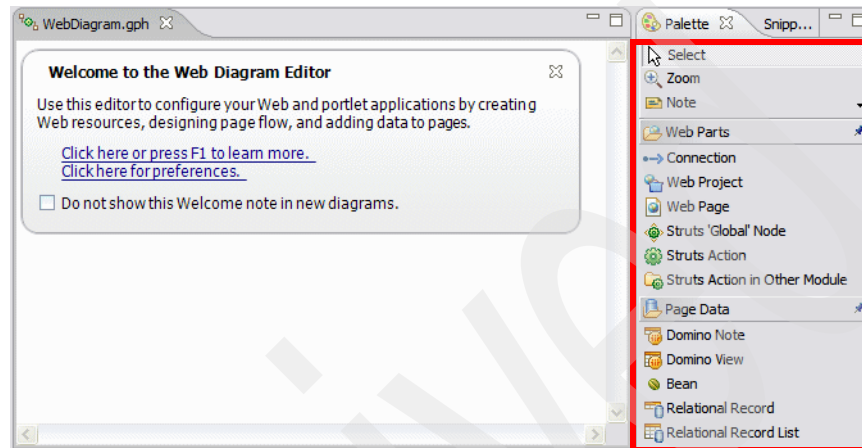 WebDiagram.gph
Welcome to the Web Diagram Editor
Use this editor to configure your Web and portlet applications by creating
Web resources, designing page flow, and adding data to pages.
Click here or press F1 to learn more.
Click here for preferences.
Do not show this Welcome note in new diagrams.
Palette Snipp...
Select
Zoom
Note
Web Parts
Connection
Web Project
Web Page
Struts 'Global' Node
Struts Action
Struts Action in Other Module
Page Data
Domino Note
Domino View
Bean
Relational Record
Relational Record List